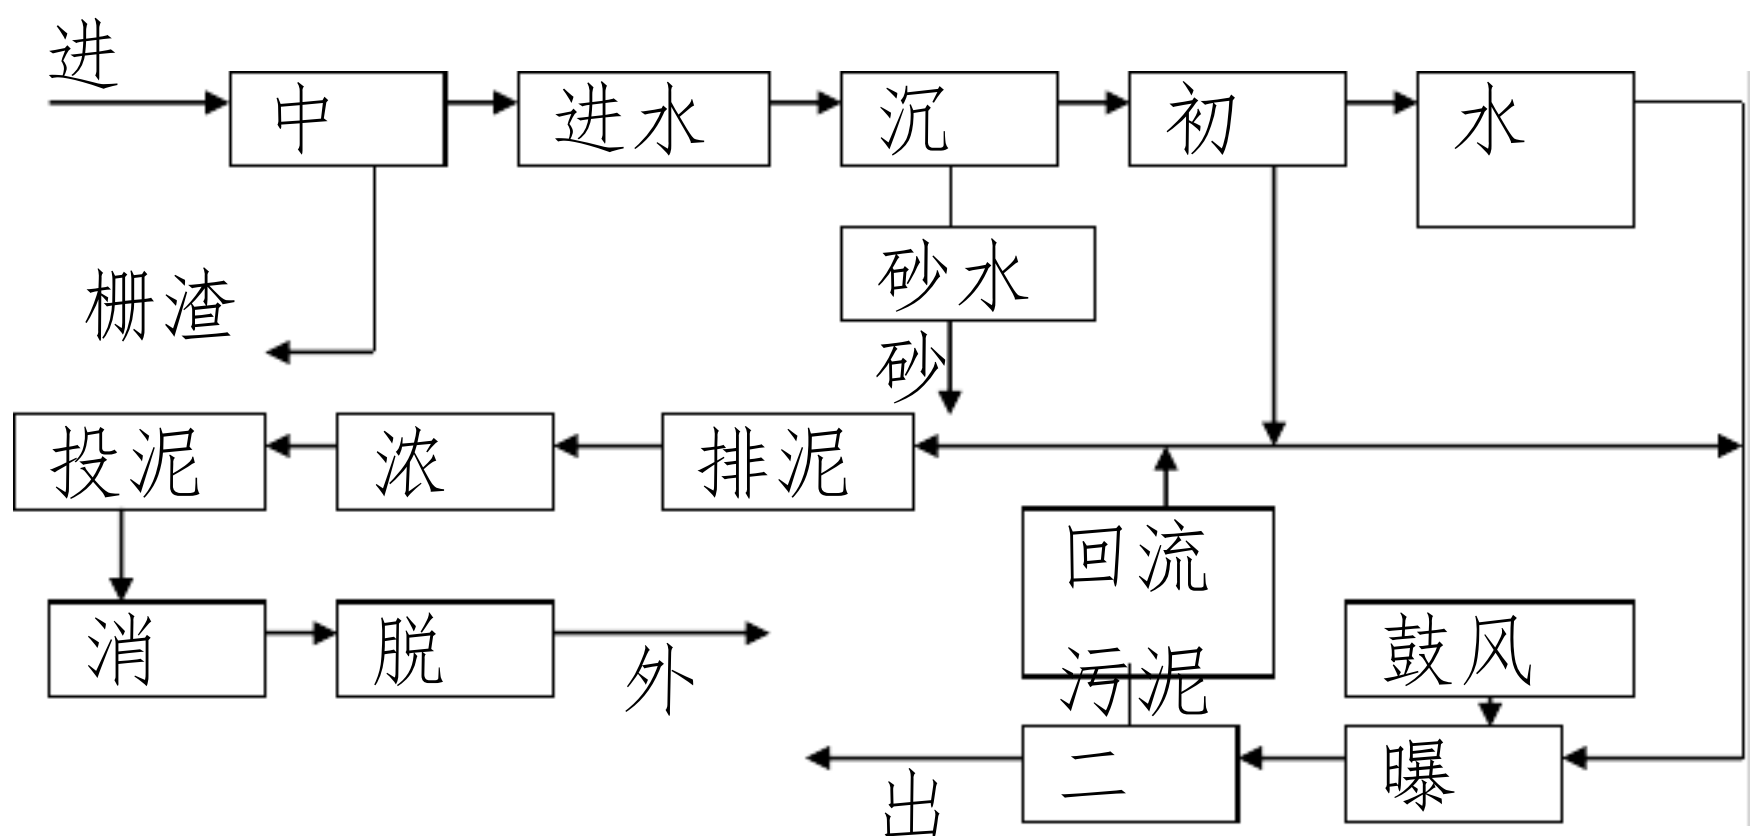 进
中
进水
沉
初
水
砂水
栅渣
砂
投泥
浓
排泥
回流
污泥
消
脱
外
鼓风
二
曝
出